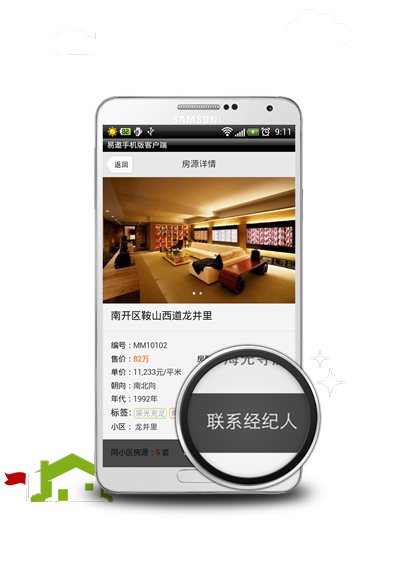 SAMSUNG
82
9:11
易遨手机版客户端
返回
房源详情
南开区鞍山西道龙井里
编号：MM10102
售价：82万
单价：11,233元/平米
朝向：南北向
年代：1992年
标签：采光充足
小区：龙井里
联系经纪人
同小区房源：5 套